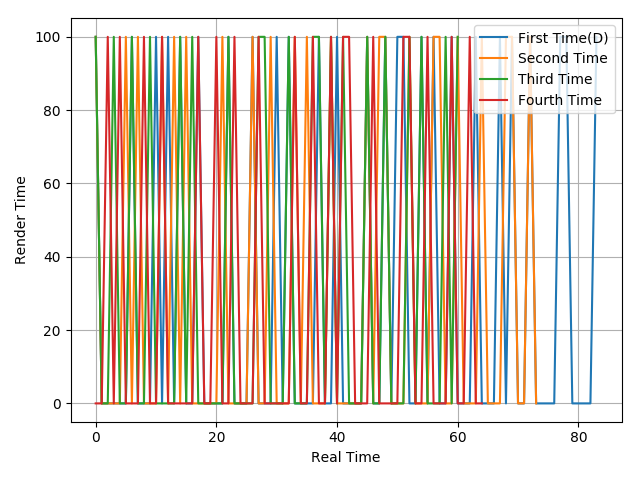 First Time(D)
Second Time
Third Time
Fourth Time
100
80
60
40
20
0
Render Time
0 20 40 60 80
Real Time